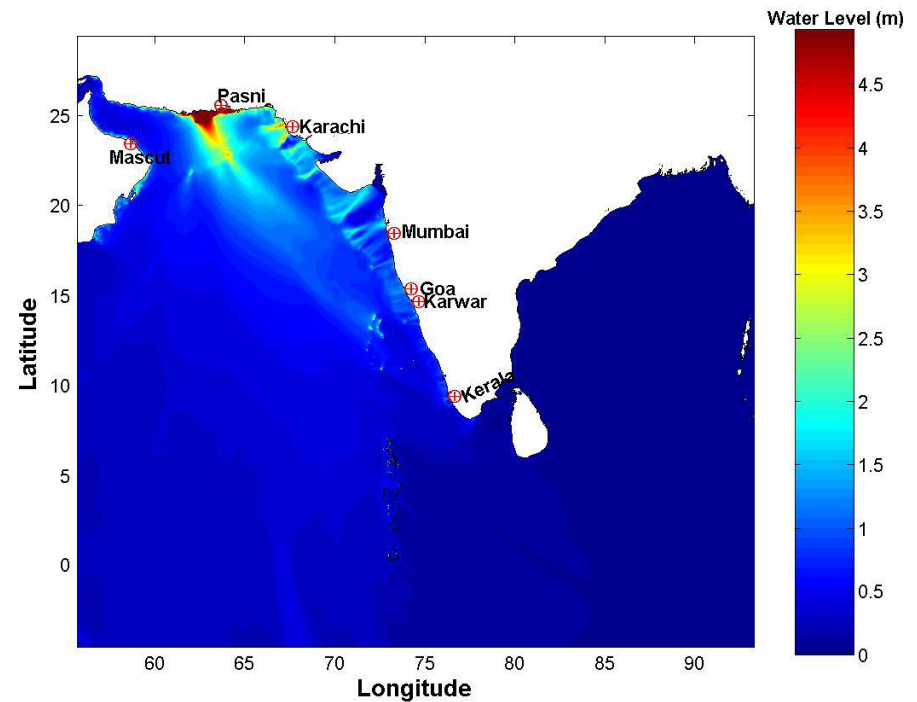 Water Level (m)
Pasni
Karachi
Mascut
Mumbai
Goa
Karwar
Kerala
Latitude
25
20
15
10
5
0
60
65
70
75
80
85
90
Longitude
4.5
4
3.5
3
2.5
2
1.5
1
0.5
0